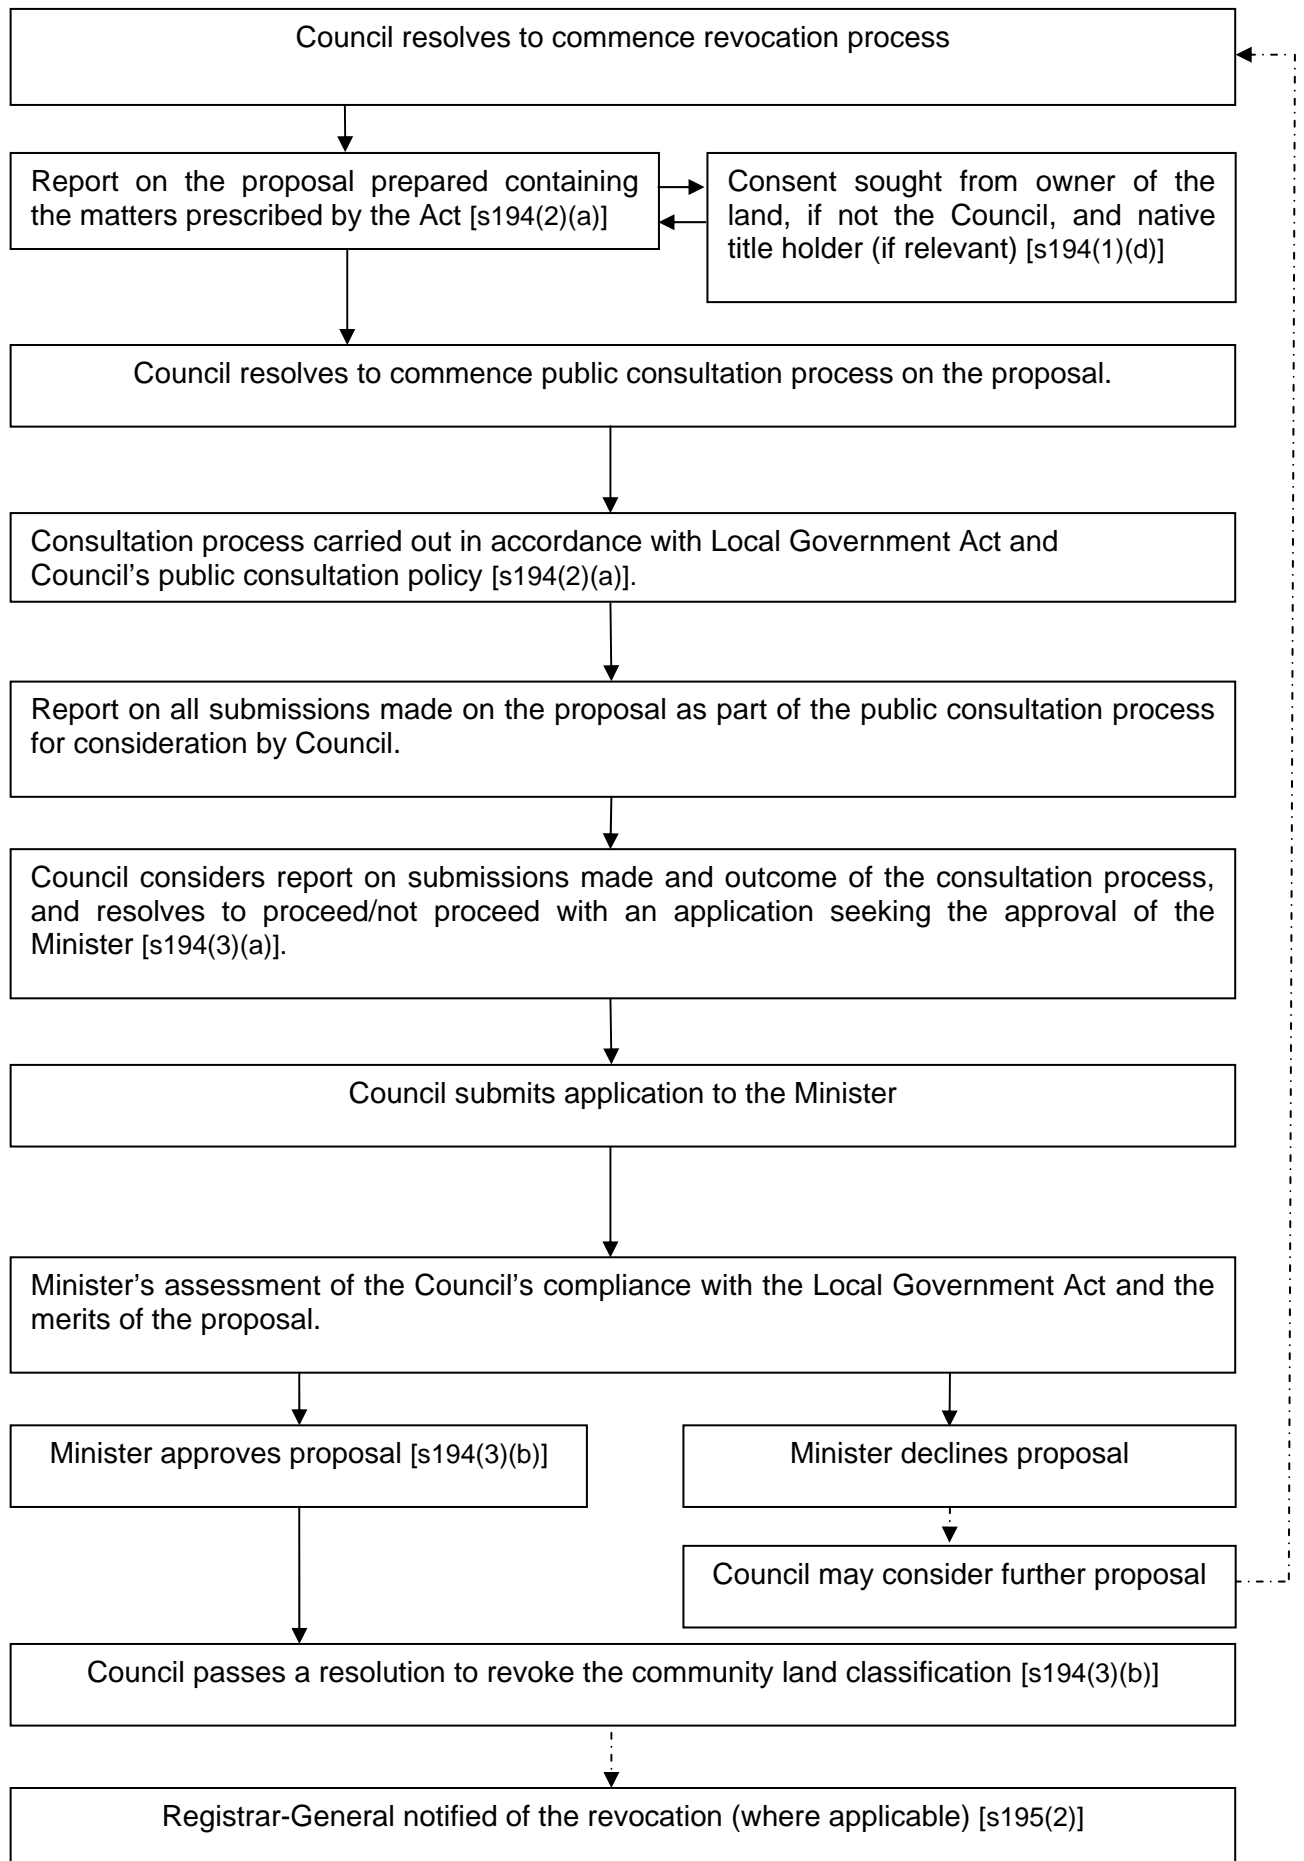 Council resolves to commence revocation process
Report on the proposal prepared containing
the matters prescribed by the Act [s194(2)(a)]
Consent sought from owner of the
land, if not the Council, and native
title holder (if relevant) [s194(1)(d)]
Council resolves to commence public consultation process on the proposal.
Consultation process carried out in accordance with Local Government Act and
Council’s public consultation policy [s194(2)(a)].
Report on all submissions made on the proposal as part of the public consultation process
for consideration by Council.
Council considers report on submissions made and outcome of the consultation process,
and resolves to proceed/not proceed with an application seeking the approval of the
Minister [s194(3)(a)].
Council submits application to the Minister
Minister’s assessment of the Council’s compliance with the Local Government Act and the
merits of the proposal.
Minister approves proposal [s194(3)(b)]
Minister declines proposal
Council may consider further proposal
Council passes a resolution to revoke the community land classification [s194(3)(b)]
Registrar-General notified of the revocation (where applicable) [s195(2)]